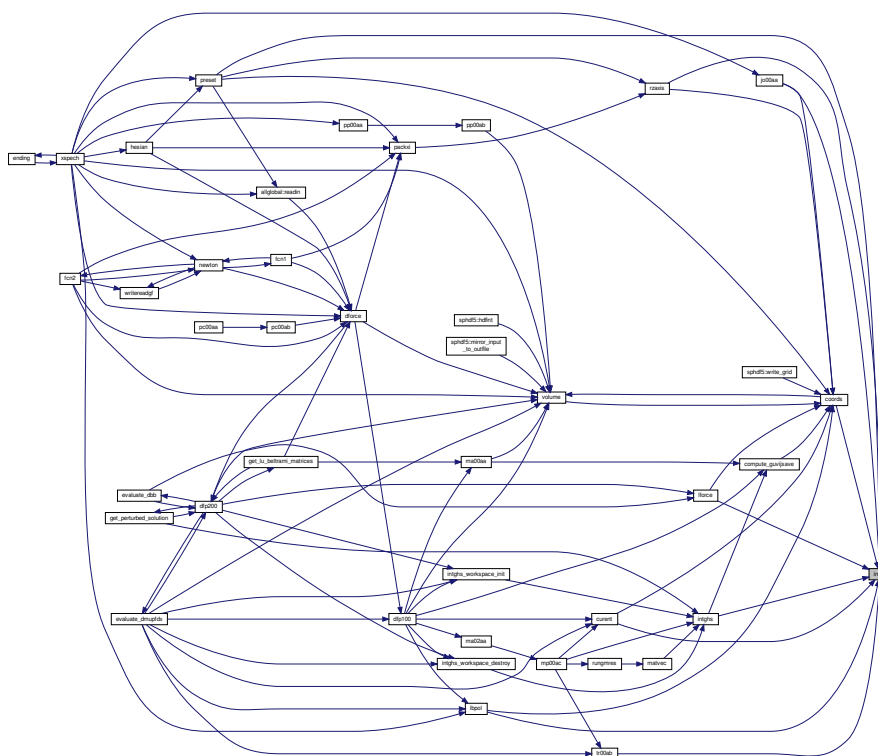 preset
jo00aa
rzaxis
pp00aa
pp00ab
hesian
packxi
ending
xspech
allglobal::readin
fcn1
newton
fcn2
writereadgf
dforce
sphdf5::hdfint
pc00aa
pc00ab
sphdf5::mirror_input
_to_outfile
sphdf5::write_grid
volume
coords
get_lu_beltrami_matrices
ma00aa
compute_guvijsave
evaluate_dbb
lforce
dfp200
get_perturbed_solution
intghs_workspace_init
evaluate_dmupfdx
dfp100
curent
intghs
ma02aa
intghs_workspace_destroy
mp00ac
rungmres
matvec
lbpol
tr00ab